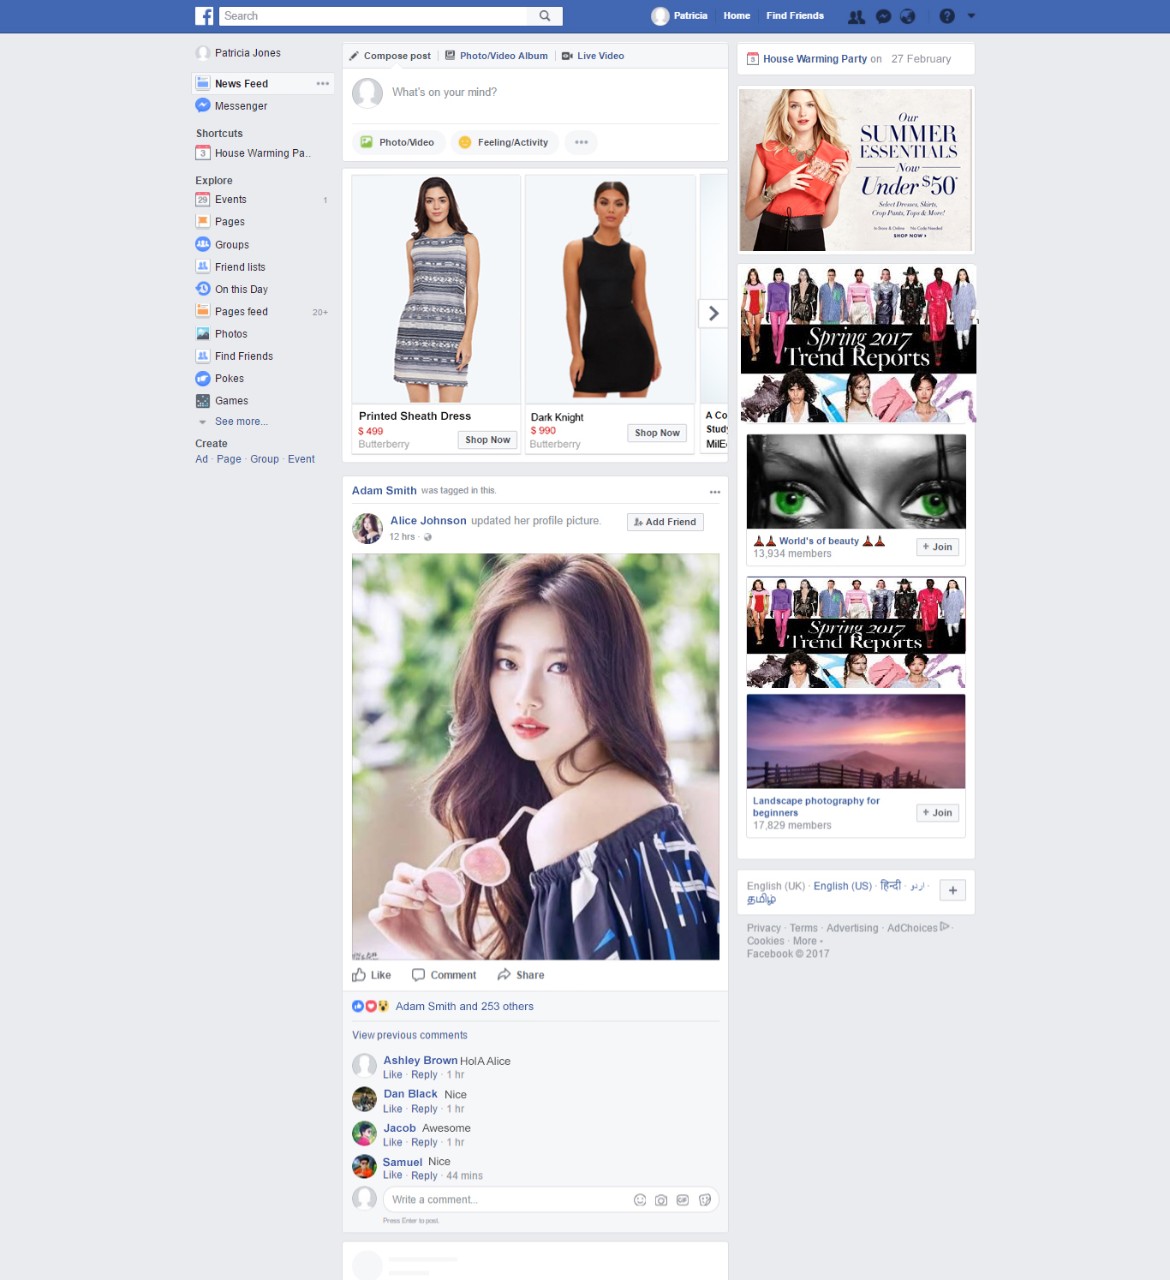 Search
Patricia
Home
Find Friends
Patricia Jones
News Feed
Messenger
Shortcuts
3
House Warming Pa..
Explore
29
Events
1
Pages
Groups
Friend lists
On this Day
Pages feed
20+
Photos
Find Friends
Pokes
Games
See more...
Create
Ad · Page · Group · Event
Compose post
Photo/Video Album
Live Video
What's on your mind?
Photo/Video
Feeling/Activity
Printed Sheath Dress
$ 499
Butterberry
Shop Now
Dark Knight
$ 990
Butterberry
Shop Now
A Co
Study
MilE
Adam Smith was tagged in this.
Alice Johnson updated her profile picture.
12 hrs ·
Add Friend
Like
Comment
Share
Adam Smith and 253 others
View previous comments
Ashley Brown HolA Alice
Like · Reply · 1 hr
Dan Black Nice
Like · Reply · 1 hr
Jacob Awesome
Like · Reply · 1 hr
Samuel Nice
Like · Reply · 44 mins
Write a comment...
Press Enter to post.
House Warming Party on 27 February
Our
SUMMER
ESSENTIALS
Now
Under $50*
Select Dresses, Skirts,
Crop Pants, Tops & More!
In Store & Online No Code Needed
SHOP NOW
Spring 2017
Trend Reports
World's of beauty
13,934 members
+ Join
Spring 2017
Trend Reports
Landscape photography for
beginners
17,829 members
+ Join
English (UK) · English (US) · हिन्दी · اردو ·
தமிழ்
+
Privacy · Terms · Advertising · AdChoices ·
Cookies · More
Facebook © 2017